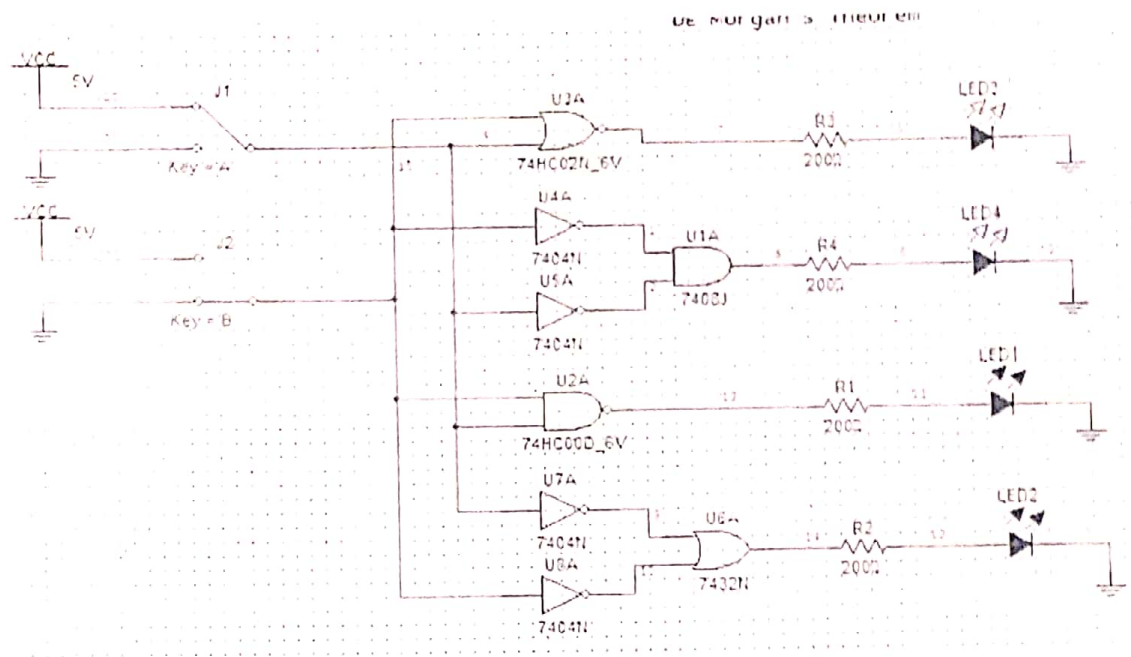 De Morgan's Theorem
VCC
5V
J1
Key = A
VCC
5V
J2
Key = B
U3A
74HC02N_6V
R3
200Ω
LED3
U4A
7404N
U5A
7404N
U1A
7408J
R4
200Ω
LED4
U2A
74HC00D_6V
R1
200Ω
LED1
U7A
7404N
U8A
7404N
U6A
7432N
R2
200Ω
LED2